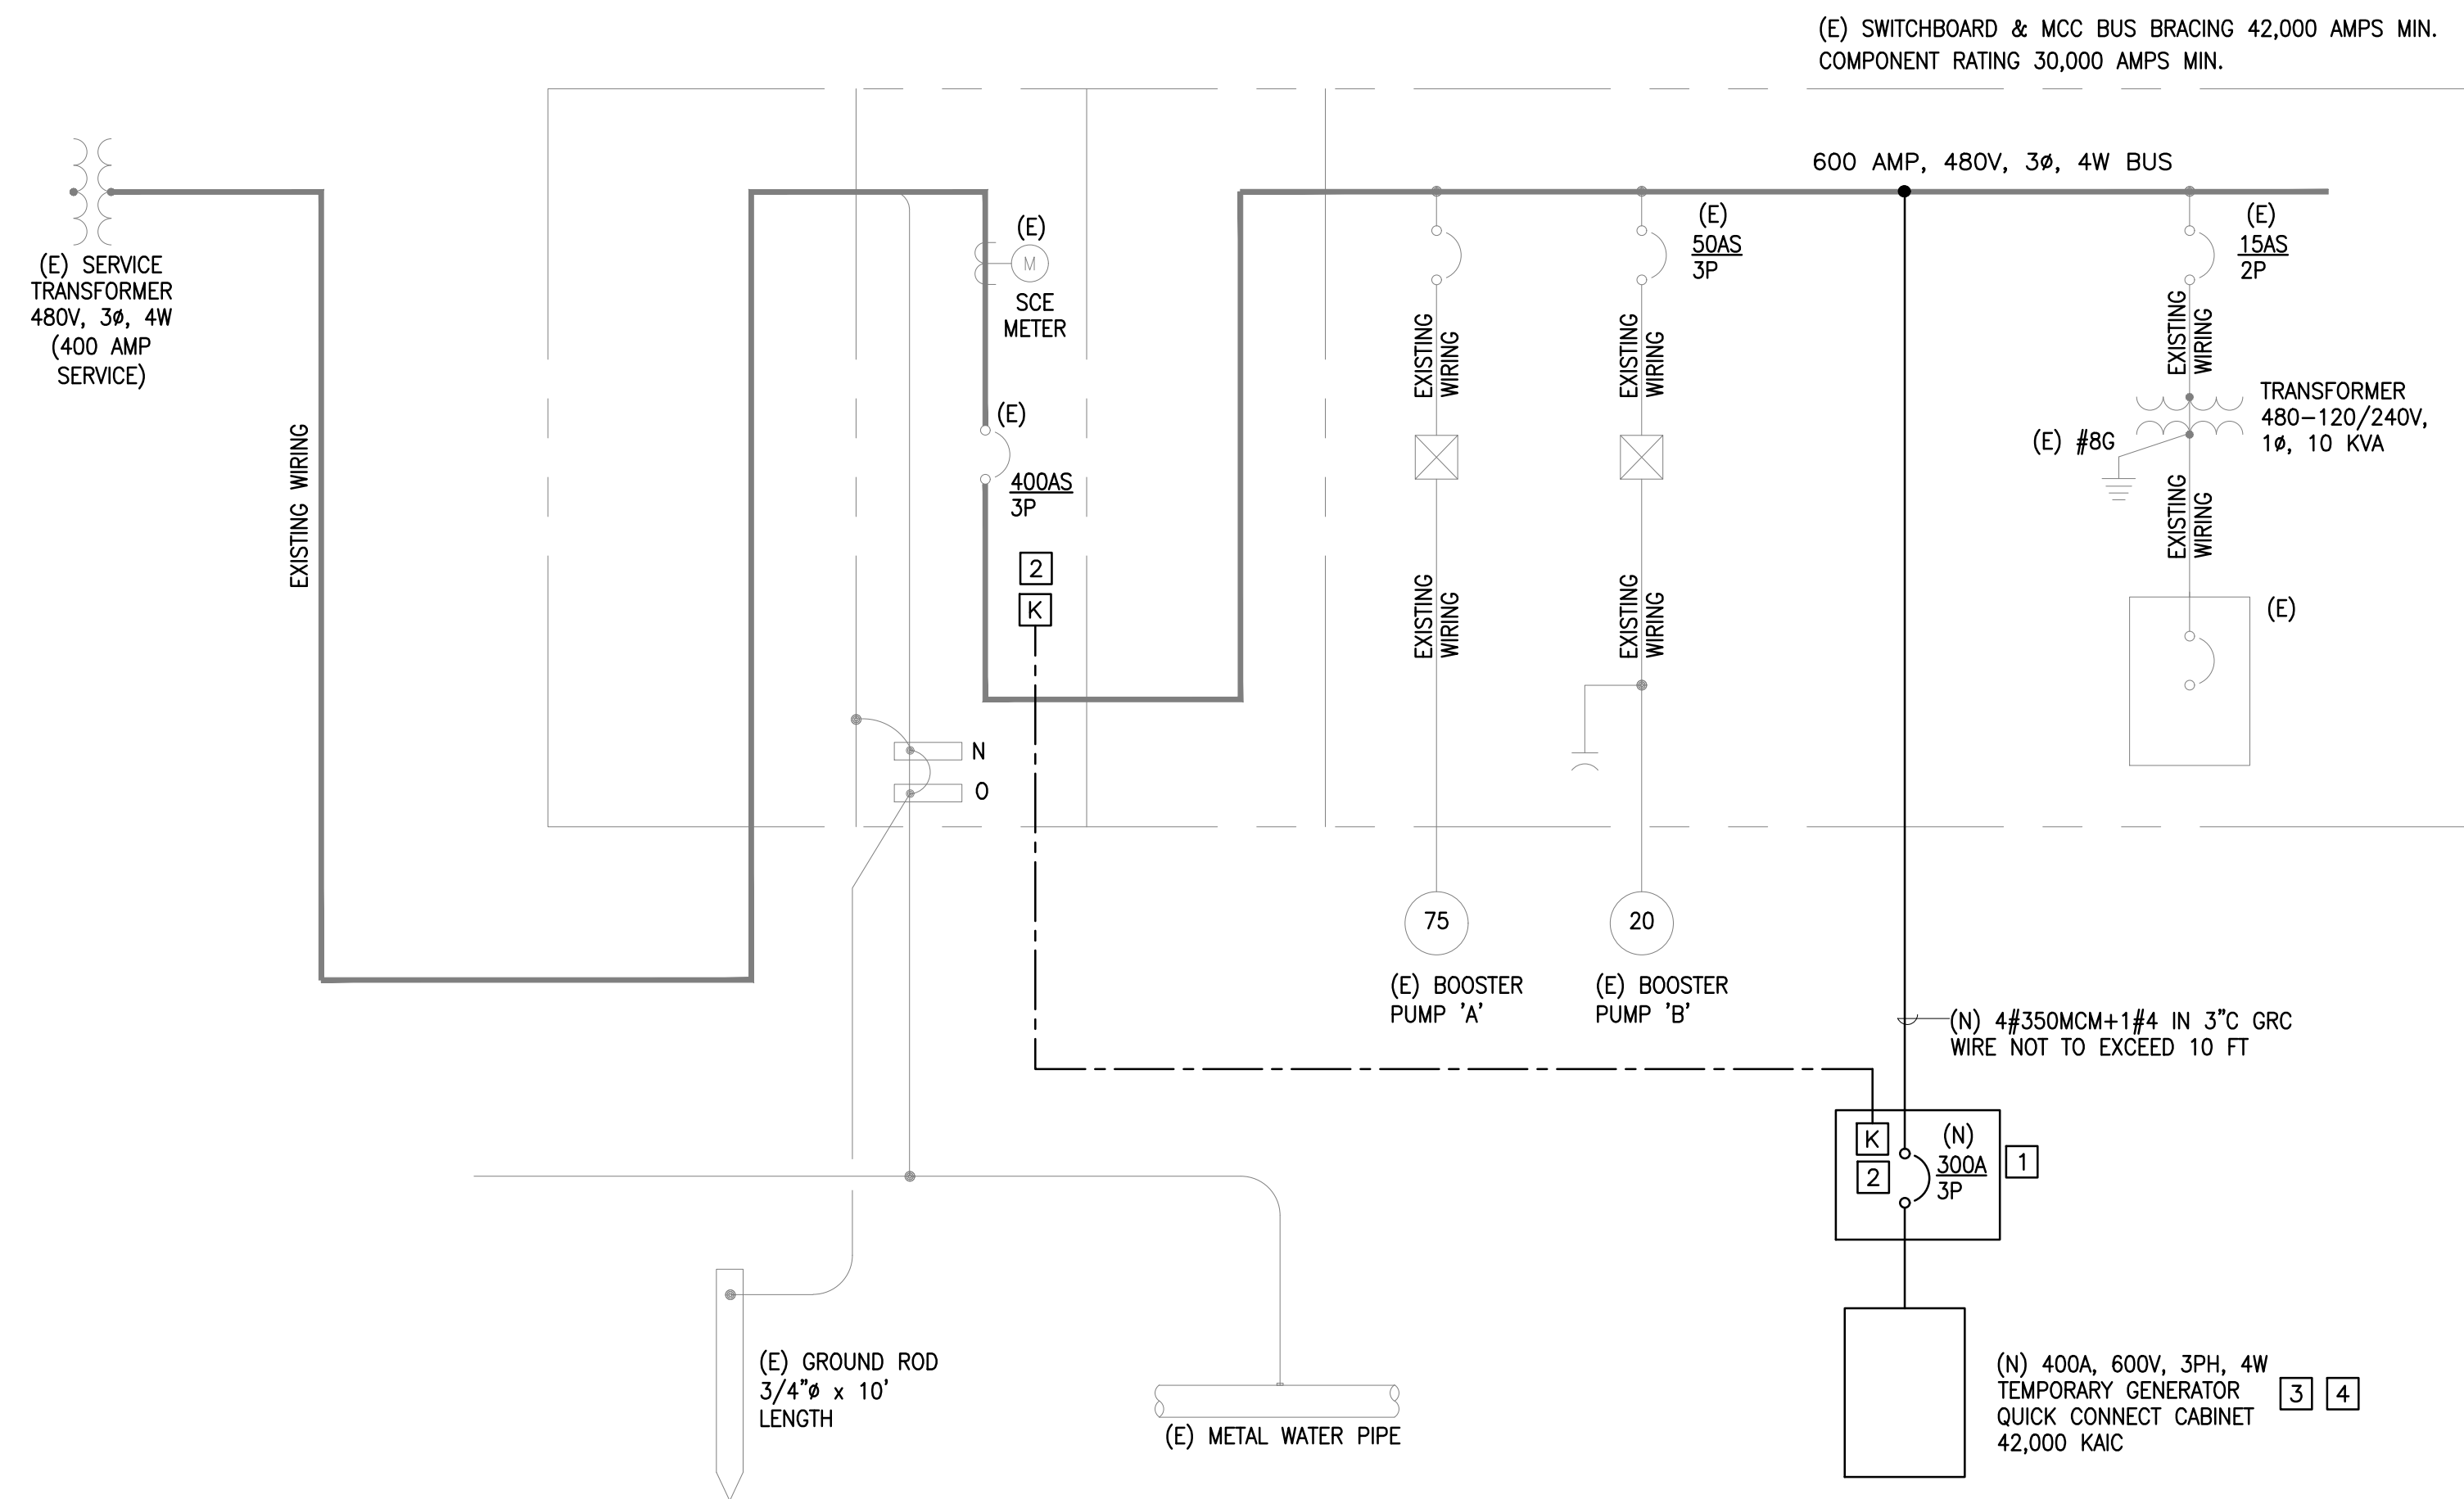 (E) SWITCHBOARD & MCC BUS BRACING 42,000 AMPS MIN.
COMPONENT RATING 30,000 AMPS MIN.
600 AMP, 480V, 3ø, 4W BUS
(E) SERVICE
TRANSFORMER
480V, 3ø, 4W
(400 AMP
SERVICE)
EXISTING WIRING
(E)
M
SCE
METER
(E)
400AS
3P
2
K
N
O
EXISTING
WIRING
EXISTING
WIRING
75
(E) BOOSTER
PUMP 'A'
(E)
50AS
3P
EXISTING
WIRING
EXISTING
WIRING
20
(E) BOOSTER
PUMP 'B'
(E)
15AS
2P
EXISTING
WIRING
TRANSFORMER
480-120/240V,
1ø, 10 KVA
(E) #8G
EXISTING
WIRING
(E)
(N) 4#350MCM+1#4 IN 3"C GRC
WIRE NOT TO EXCEED 10 FT
K
2
(N)
300A
3P
1
(N) 400A, 600V, 3PH, 4W
TEMPORARY GENERATOR
QUICK CONNECT CABINET
42,000 KAIC
3 4
(E) GROUND ROD
3/4"ø x 10'
LENGTH
(E) METAL WATER PIPE